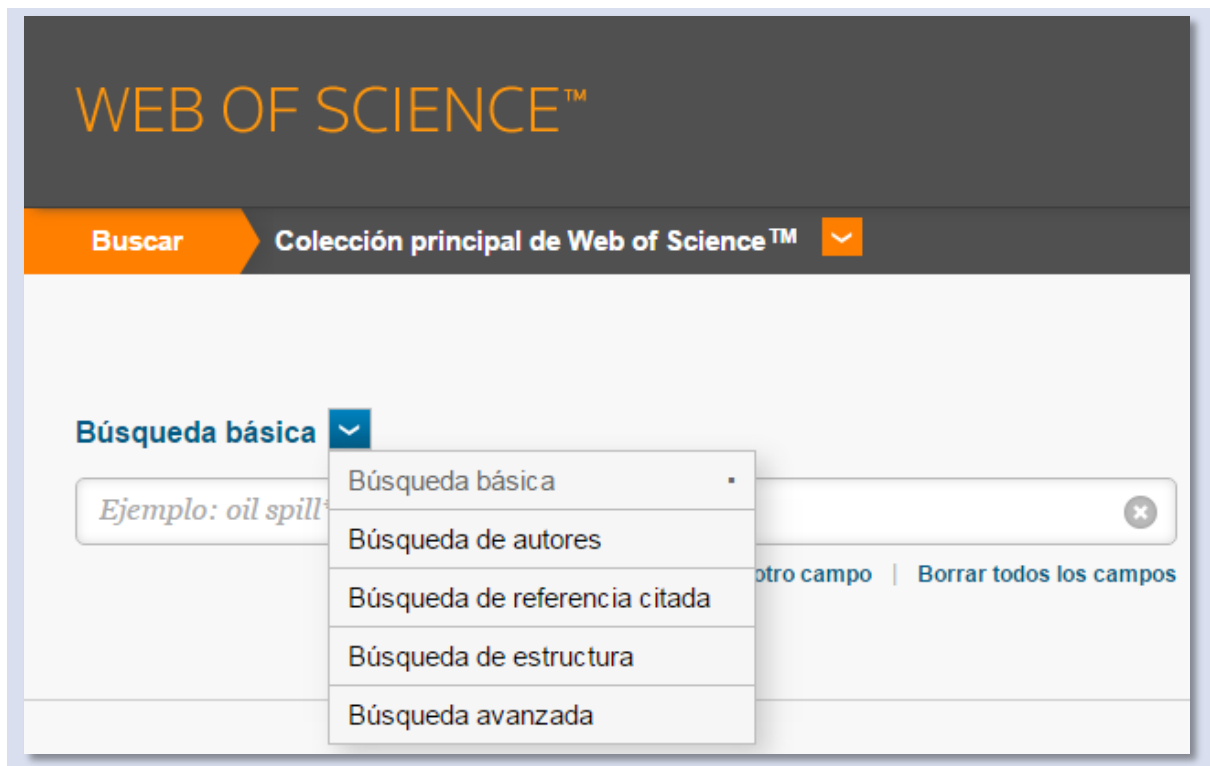 WEB OF SCIENCE™
Buscar Colección principal de Web of Science™
Búsqueda básica
Búsqueda básica
Ejemplo: oil spill*
Búsqueda de autores
otro campo | Borrar todos los campos
Búsqueda de referencia citada
Búsqueda de estructura
Búsqueda avanzada